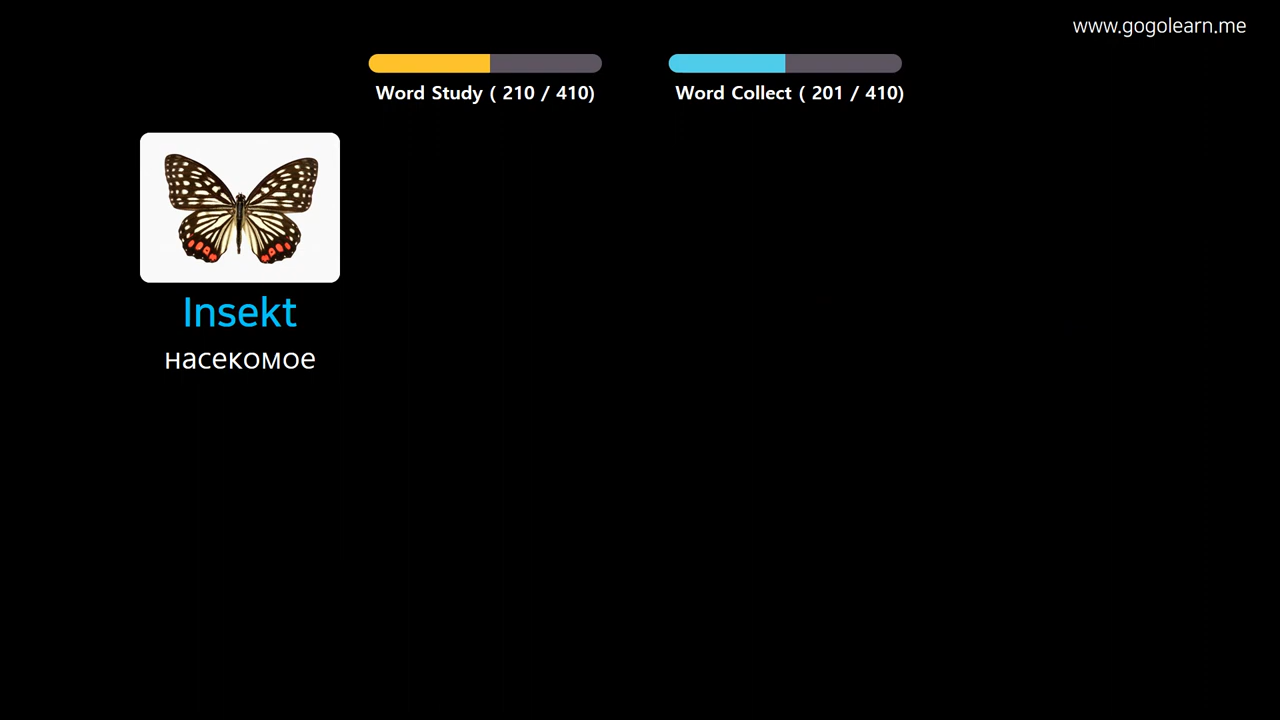 www.gogolearn.me
Word Study ( 210 / 410)
Word Collect ( 201 / 410)
Insekt
насекомое